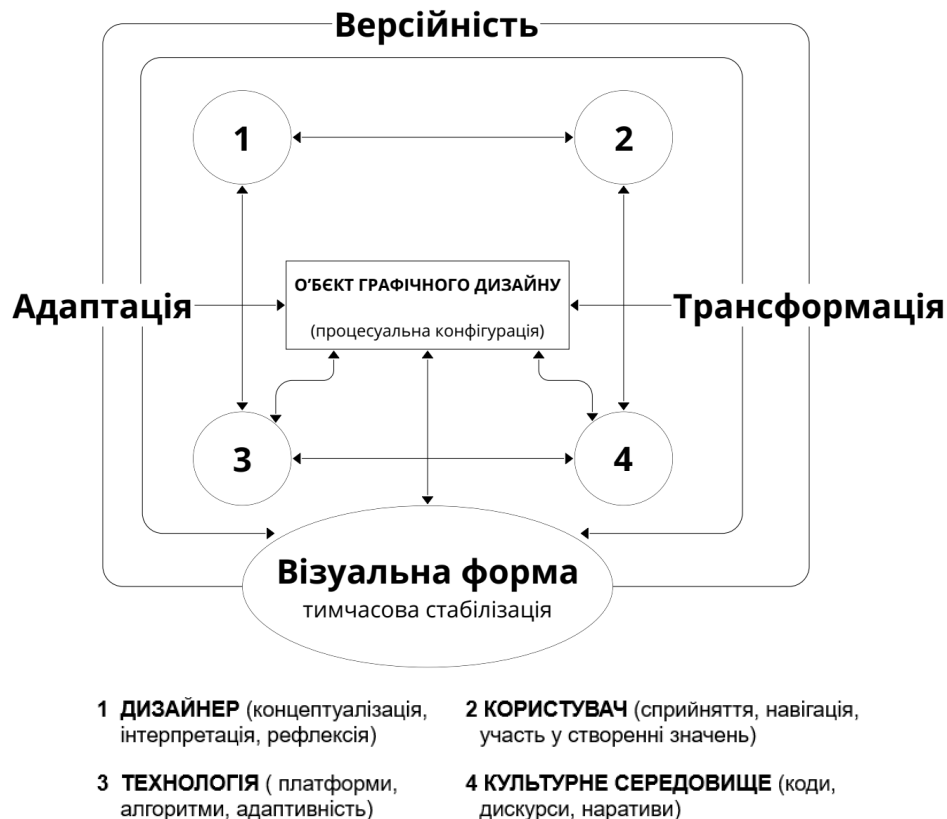 Версійність
1
2
О’БЄКТ ГРАФІЧНОГО ДИЗАЙНУ
Адаптація
Трансформація
(процесуальна конфігурація)
3
4
Візуальна форма
тимчасова стабілізація
1 ДИЗАЙНЕР (концептуалізація,
інтерпретація, рефлексія)
2 КОРИСТУВАЧ (сприйняття, навігація,
участь у створенні значень)
3 ТЕХНОЛОГІЯ ( платформи,
алгоритми, адаптивність)
4 КУЛЬТУРНЕ СЕРЕДОВИЩЕ (коди,
дискурси, наративи)